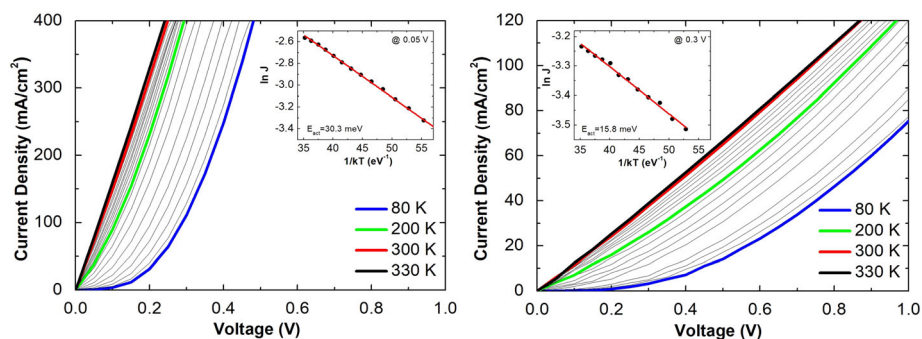 400
300
200
100
0
Current Density (mA/cm²)
0.0 0.2 0.4 0.6 0.8 1.0
Voltage (V)
80 K
200 K
300 K
330 K
-2.6
-2.8
-3.0
-3.2
-3.4
ln J
@ 0.05 V
Eact=30.3 meV
35 40 45 50 55
1/kT (eV⁻¹)
120
100
80
60
40
20
0
Current Density (mA/cm²)
0.0 0.2 0.4 0.6 0.8 1.0
Voltage (V)
80 K
200 K
300 K
330 K
-3.2
-3.3
-3.4
-3.5
ln J
@ 0.3 V
Eact=15.8 meV
35 40 45 50 55
1/kT (eV⁻¹)